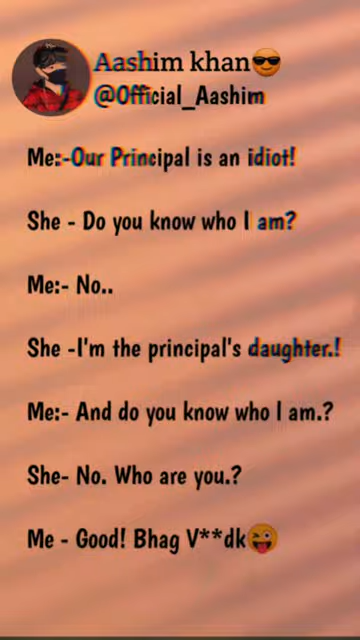 Aashim khan😎
@Official_Aashim
Me:-Our Principal is an idiot!
She - Do you know who I am?
Me:- No..
She -I'm the principal's daughter.!
Me:- And do you know who I am.?
She- No. Who are you.?
Me - Good! Bhag V**dk😜